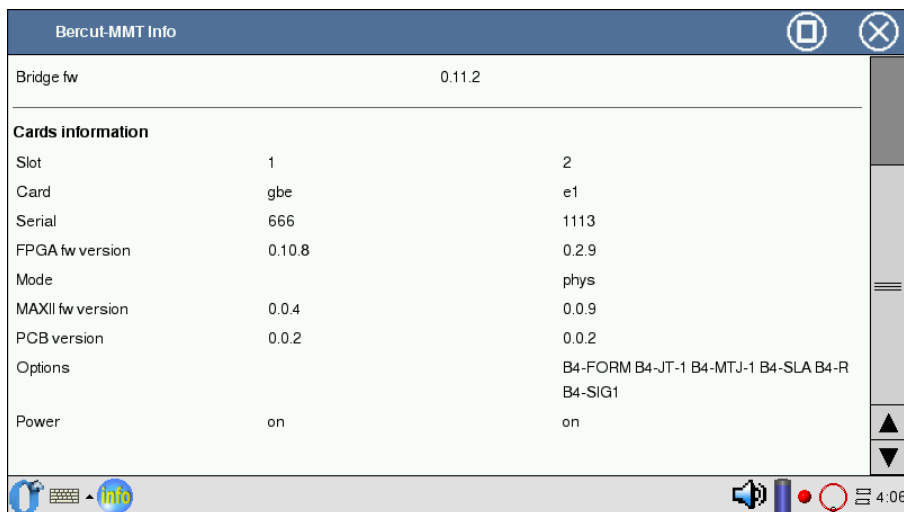 Bercut-MMT Info
Bridge fw 0.11.2
Cards information
Slot 1 2
Card gbe e1
Serial 666 1113
FPGA fw version 0.10.8 0.2.9
Mode phys
MAXII fw version 0.0.4 0.0.9
PCB version 0.0.2 0.0.2
Options B4-FORM B4-JT-1 B4-MTJ-1 B4-SLA B4-R
B4-SIG1
Power on on
info 4:06